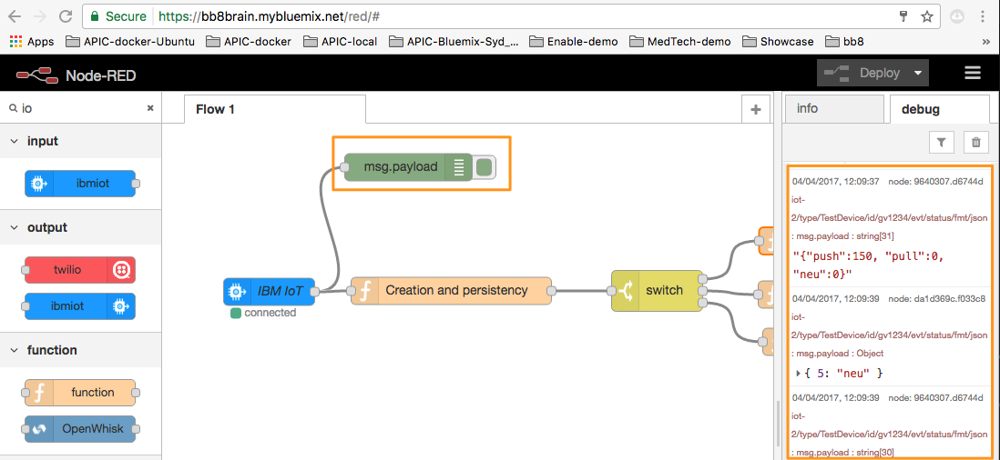 Secure https://bb8brain.mybluemix.net/red/#
Apps APIC-docker-Ubuntu APIC-docker APIC-local APIC-Bluemix-Syd_... Enable-demo MedTech-demo Showcase bb8 »
Node-RED Deploy
io ×
input
ibmiot
output
twilio
ibmiot
function
function
OpenWhisk
Flow 1 +
msg.payload
IBM IoT
connected
Creation and persistency
switch
info debug
04/04/2017, 12:09:37 node: 9640307.d6744d
iot-
2/type/TestDevice/id/gv1234/evt/status/fmt/json
: msg.payload : string[31]
"{"push":150, "pull":0,
"neu":0}"
04/04/2017, 12:09:39 node: da1d369c.f033c8
iot-
2/type/TestDevice/id/gv1234/evt/status/fmt/json
: msg.payload : Object
{ 5: "neu" }
04/04/2017, 12:09:39 node: 9640307.d6744d
iot-
2/type/TestDevice/id/gv1234/evt/status/fmt/json
: msg.payload : string[30]